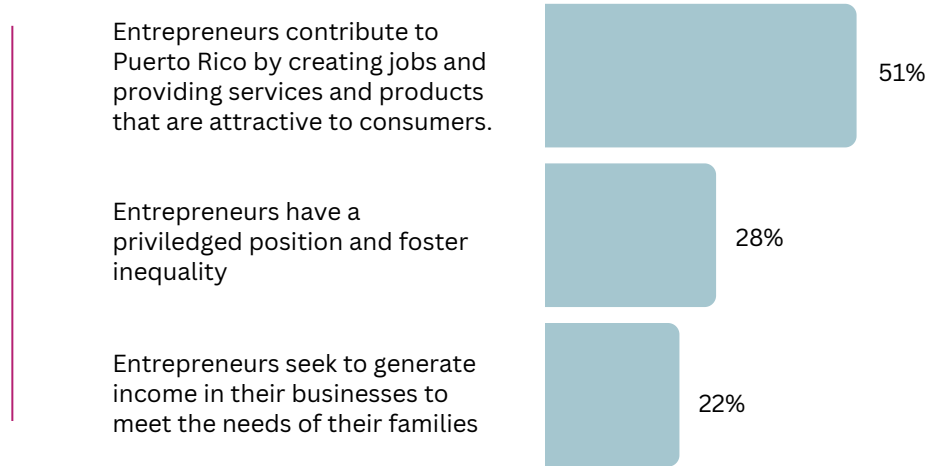 Entrepreneurs contribute to
Puerto Rico by creating jobs and
providing services and products
that are attractive to consumers.
51%
Entrepreneurs have a
priviledged position and foster
inequality
28%
Entrepreneurs seek to generate
income in their businesses to
meet the needs of their families
22%